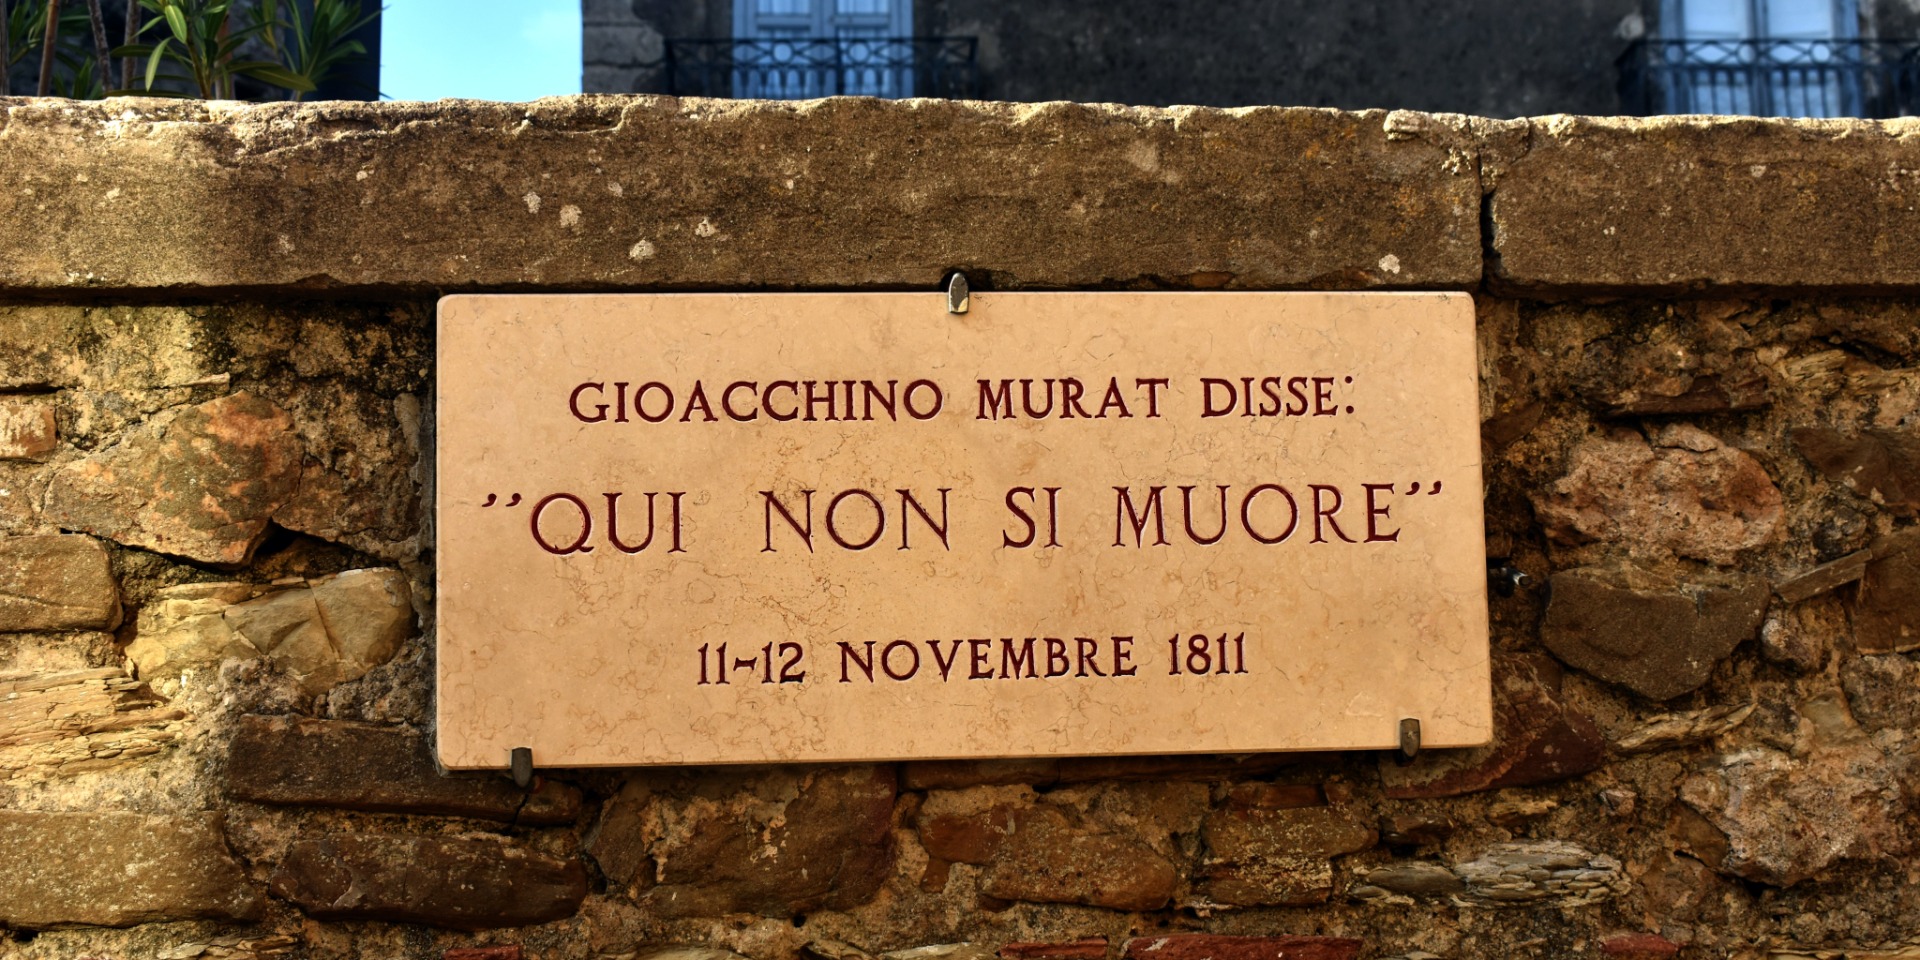 GIOACCHINO MURAT DISSE:
''QUI NON SI MUORE''
11-12 NOVEMBRE 1811